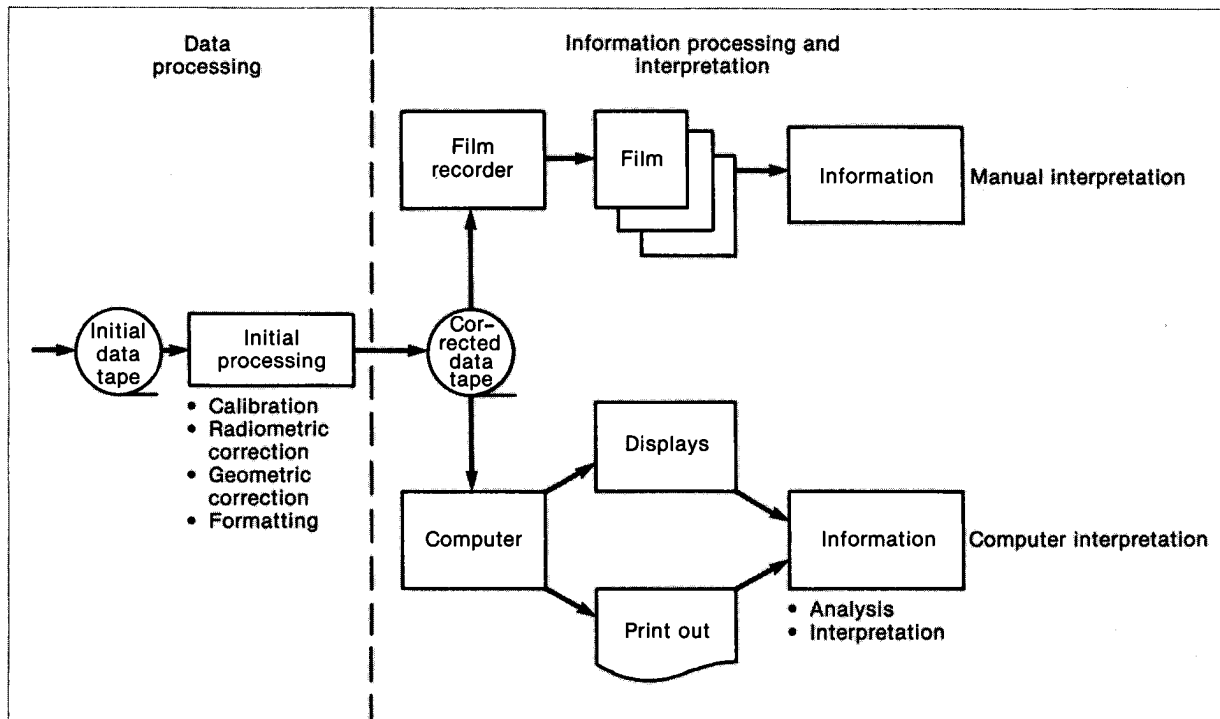 Data
processing
Information processing and
interpretation
Film
recorder
Film
Information
Manual interpretation
Initial
data
tape
Initial
processing
• Calibration
• Radiometric
correction
• Geometric
correction
• Formatting
Cor-
rected
data
tape
Computer
Displays
Print out
Information
Computer interpretation
• Analysis
• Interpretation